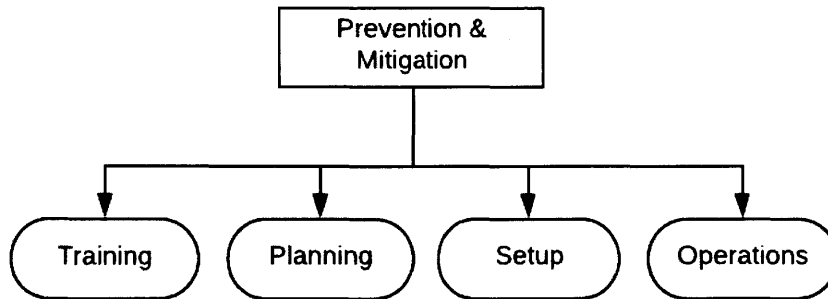 Prevention &
Mitigation
Training
Planning
Setup
Operations